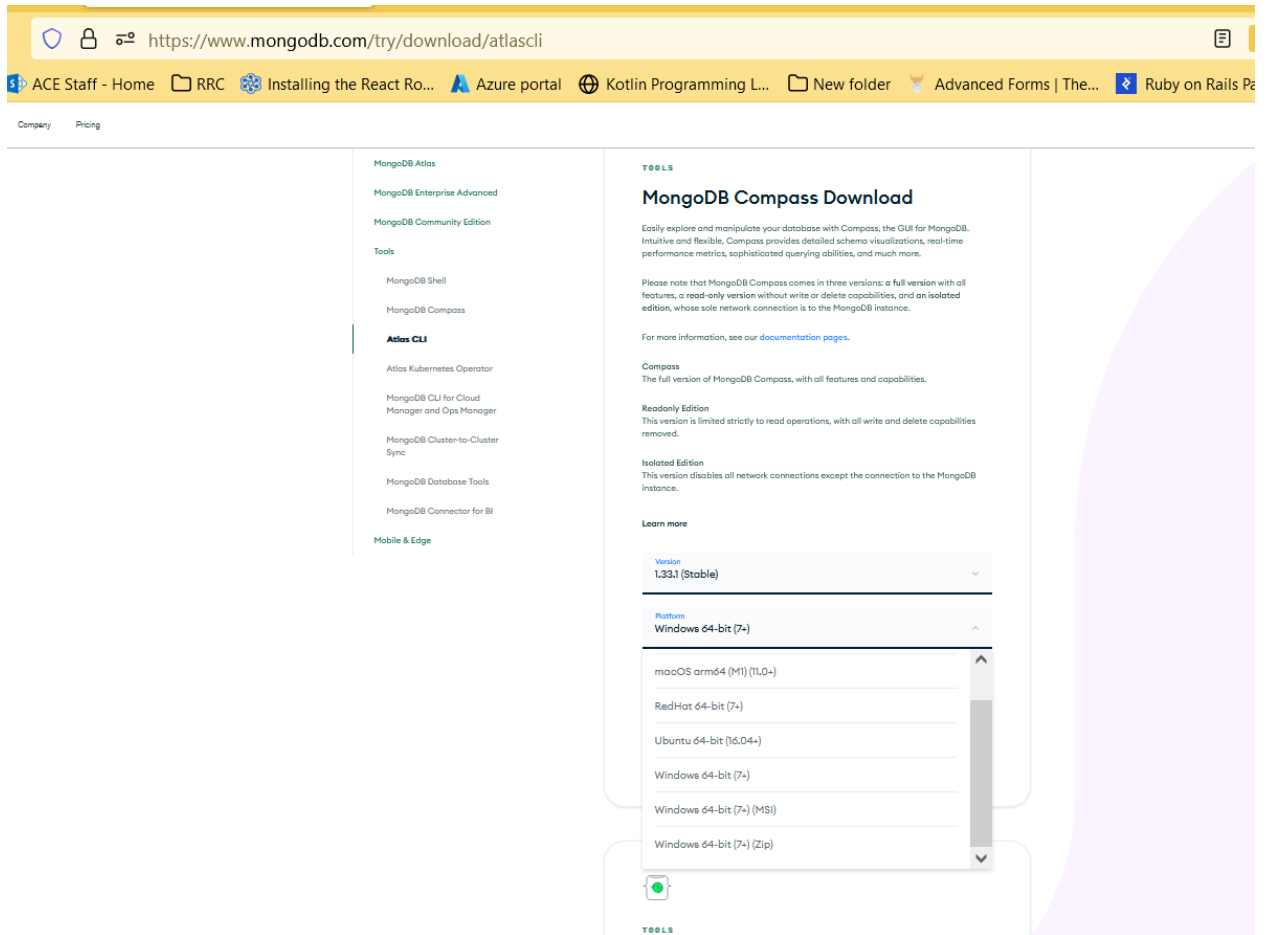 https://www.mongodb.com/try/download/atlascli
ACE Staff - Home RRC Installing the React Ro... Azure portal Kotlin Programming L... New folder Advanced Forms | The... Ruby on Rails Pa
Company Pricing
MongoDB Atlas
MongoDB Enterprise Advanced
MongoDB Community Edition
Tools
MongoDB Shell
MongoDB Compass
Atlas CLI
Atlas Kubernetes Operator
MongoDB CLI for Cloud
Manager and Ops Manager
MongoDB Cluster-to-Cluster
Sync
MongoDB Database Tools
MongoDB Connector for BI
Mobile & Edge
TOOLS
MongoDB Compass Download
Easily explore and manipulate your database with Compass, the GUI for MongoDB.
Intuitive and flexible, Compass provides detailed schema visualizations, real-time
performance metrics, sophisticated querying abilities, and much more.
Please note that MongoDB Compass comes in three versions: a full version with all
features, a read-only version without write or delete capabilities, and an isolated
edition, whose sole network connection is to the MongoDB instance.
For more information, see our documentation pages.
Compass
The full version of MongoDB Compass, with all features and capabilities.
Readonly Edition
This version is limited strictly to read operations, with all write and delete capabilities
removed.
Isolated Edition
This version disables all network connections except the connection to the MongoDB
instance.
Learn more
Version
1.33.1 (Stable)
Platform
Windows 64-bit (7+)
macOS arm64 (M1) (11.0+)
RedHat 64-bit (7+)
Ubuntu 64-bit (16.04+)
Windows 64-bit (7+)
Windows 64-bit (7+) (MSI)
Windows 64-bit (7+) (Zip)
TOOLS